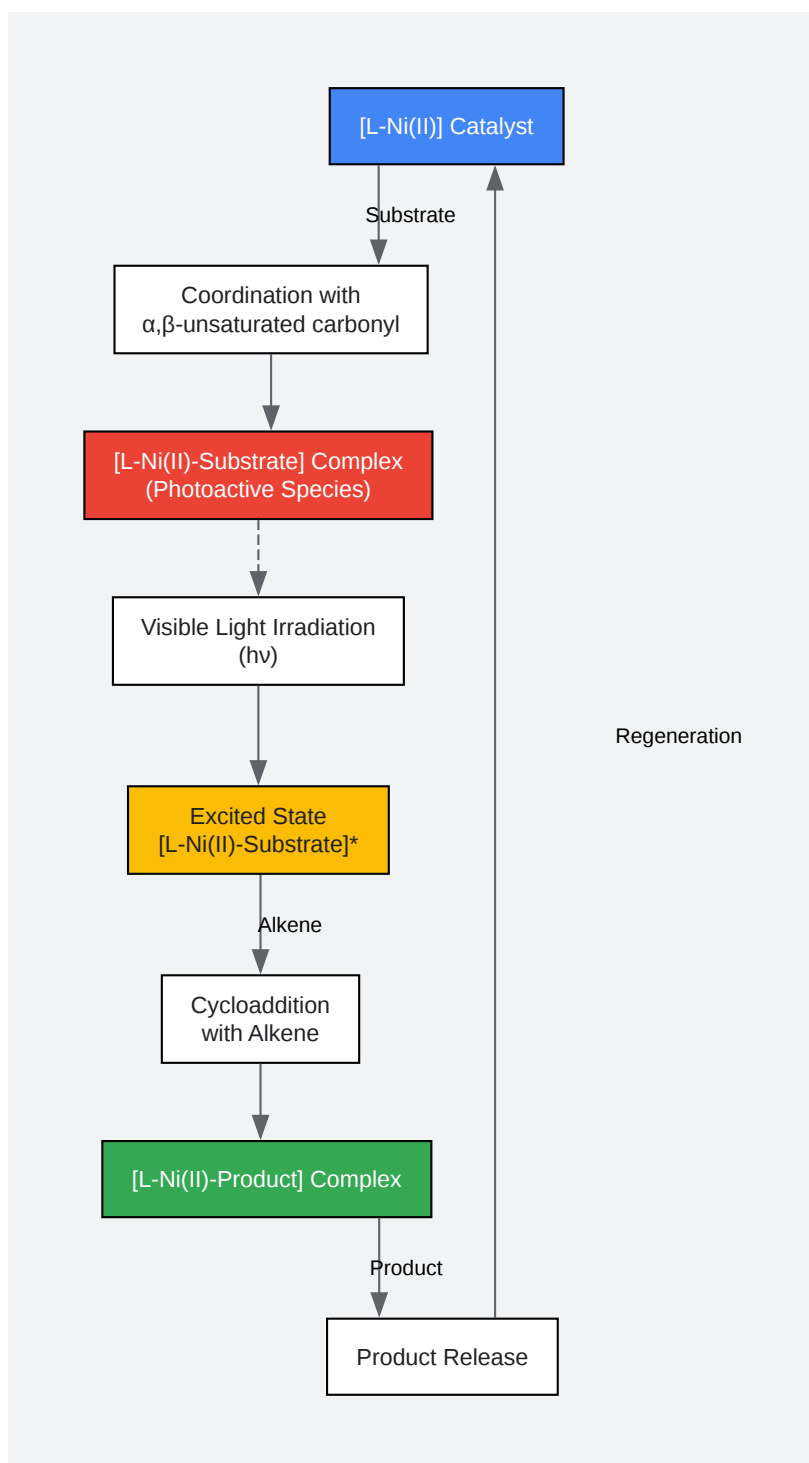 [L-Ni(II)] Catalyst
Substrate
Coordination with
α,β-unsaturated carbonyl
[L-Ni(II)-Substrate] Complex
(Photoactive Species)
Visible Light Irradiation
(hν)
Regeneration
Excited State
[L-Ni(II)-Substrate]*
Alkene
Cycloaddition
with Alkene
[L-Ni(II)-Product] Complex
Product
Product Release